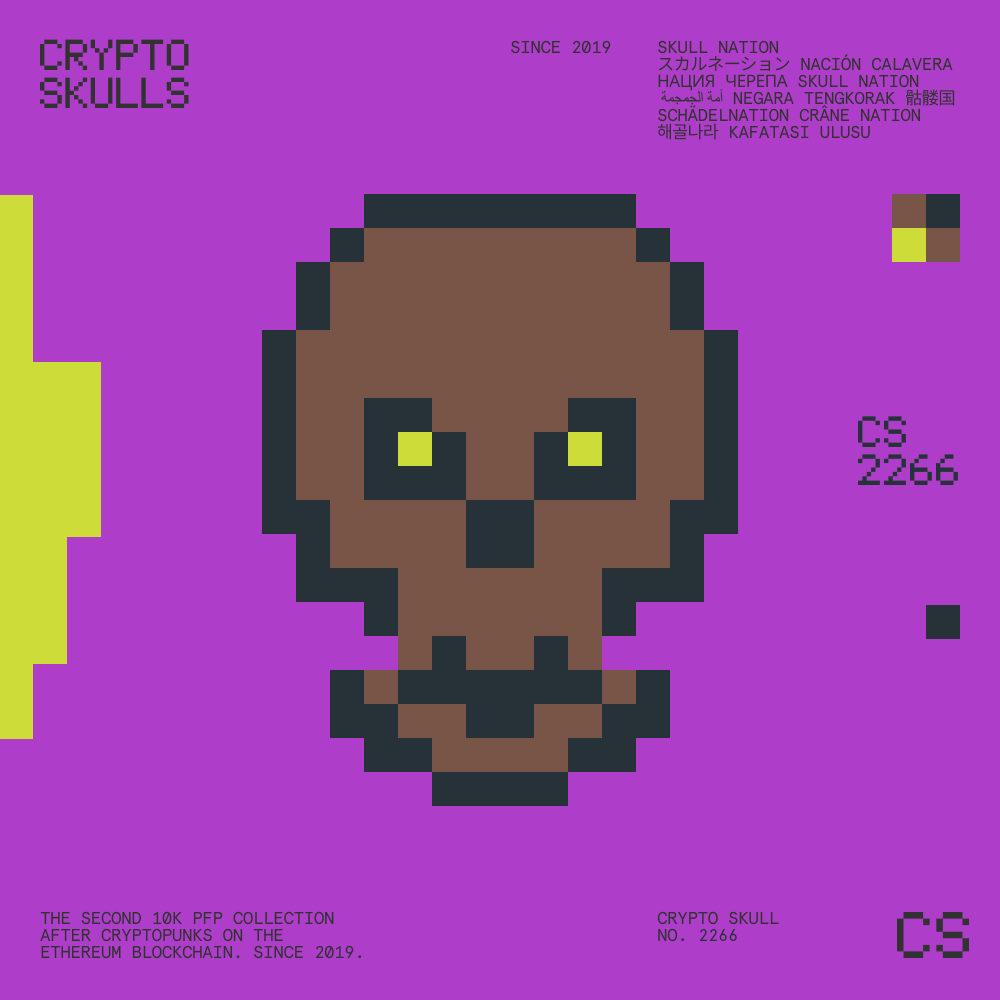 CRYPTO
SKULLS
SINCE 2019
SKULL NATION
スカルネーション NACIÓN CALAVERA
НАЦИЯ ЧЕРЕПА SKULL NATION
أمة الجمجمة NEGARA TENGKORAK 骷髅国
SCHÄDELNATION CRÂNE NATION
해골나라 KAFATASI ULUSU
CS
2266
THE SECOND 10K PFP COLLECTION
AFTER CRYPTOPUNKS ON THE
ETHEREUM BLOCKCHAIN. SINCE 2019.
CRYPTO SKULL
NO. 2266
CS